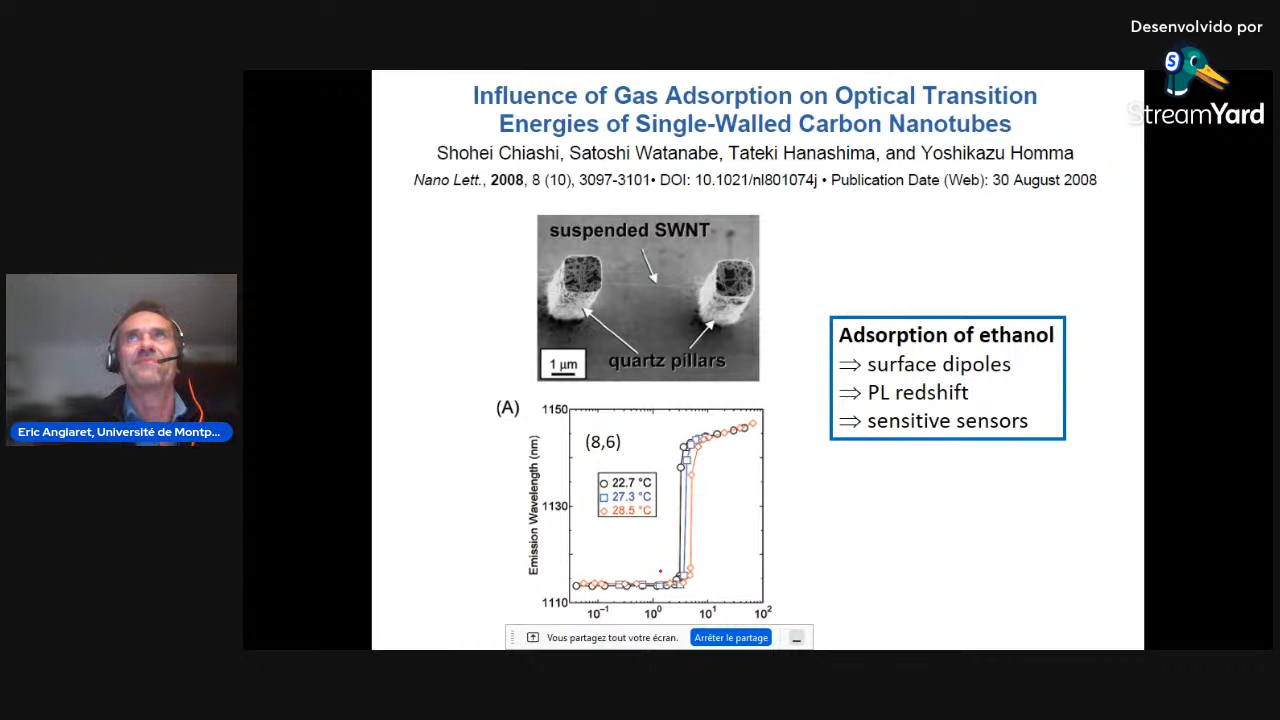 Desenvolvido por
StreamYard
Influence of Gas Adsorption on Optical Transition
Energies of Single-Walled Carbon Nanotubes
Shohei Chiashi, Satoshi Watanabe, Tateki Hanashima, and Yoshikazu Homma
Nano Lett., 2008, 8 (10), 3097-3101• DOI: 10.1021/nl801074j • Publication Date (Web): 30 August 2008
suspended SWNT
quartz pillars
1 μm
Adsorption of ethanol
⇒ surface dipoles
⇒ PL redshift
⇒ sensitive sensors
Eric Anglaret, Université de Montp...
(A)
Emission Wavelength (nm)
1150
1130
1110
(8,6)
22.7 °C
27.3 °C
28.5 °C
10⁻¹ 10⁰ 10¹ 10²
Vous partagez tout votre écran. Arrêter le partage